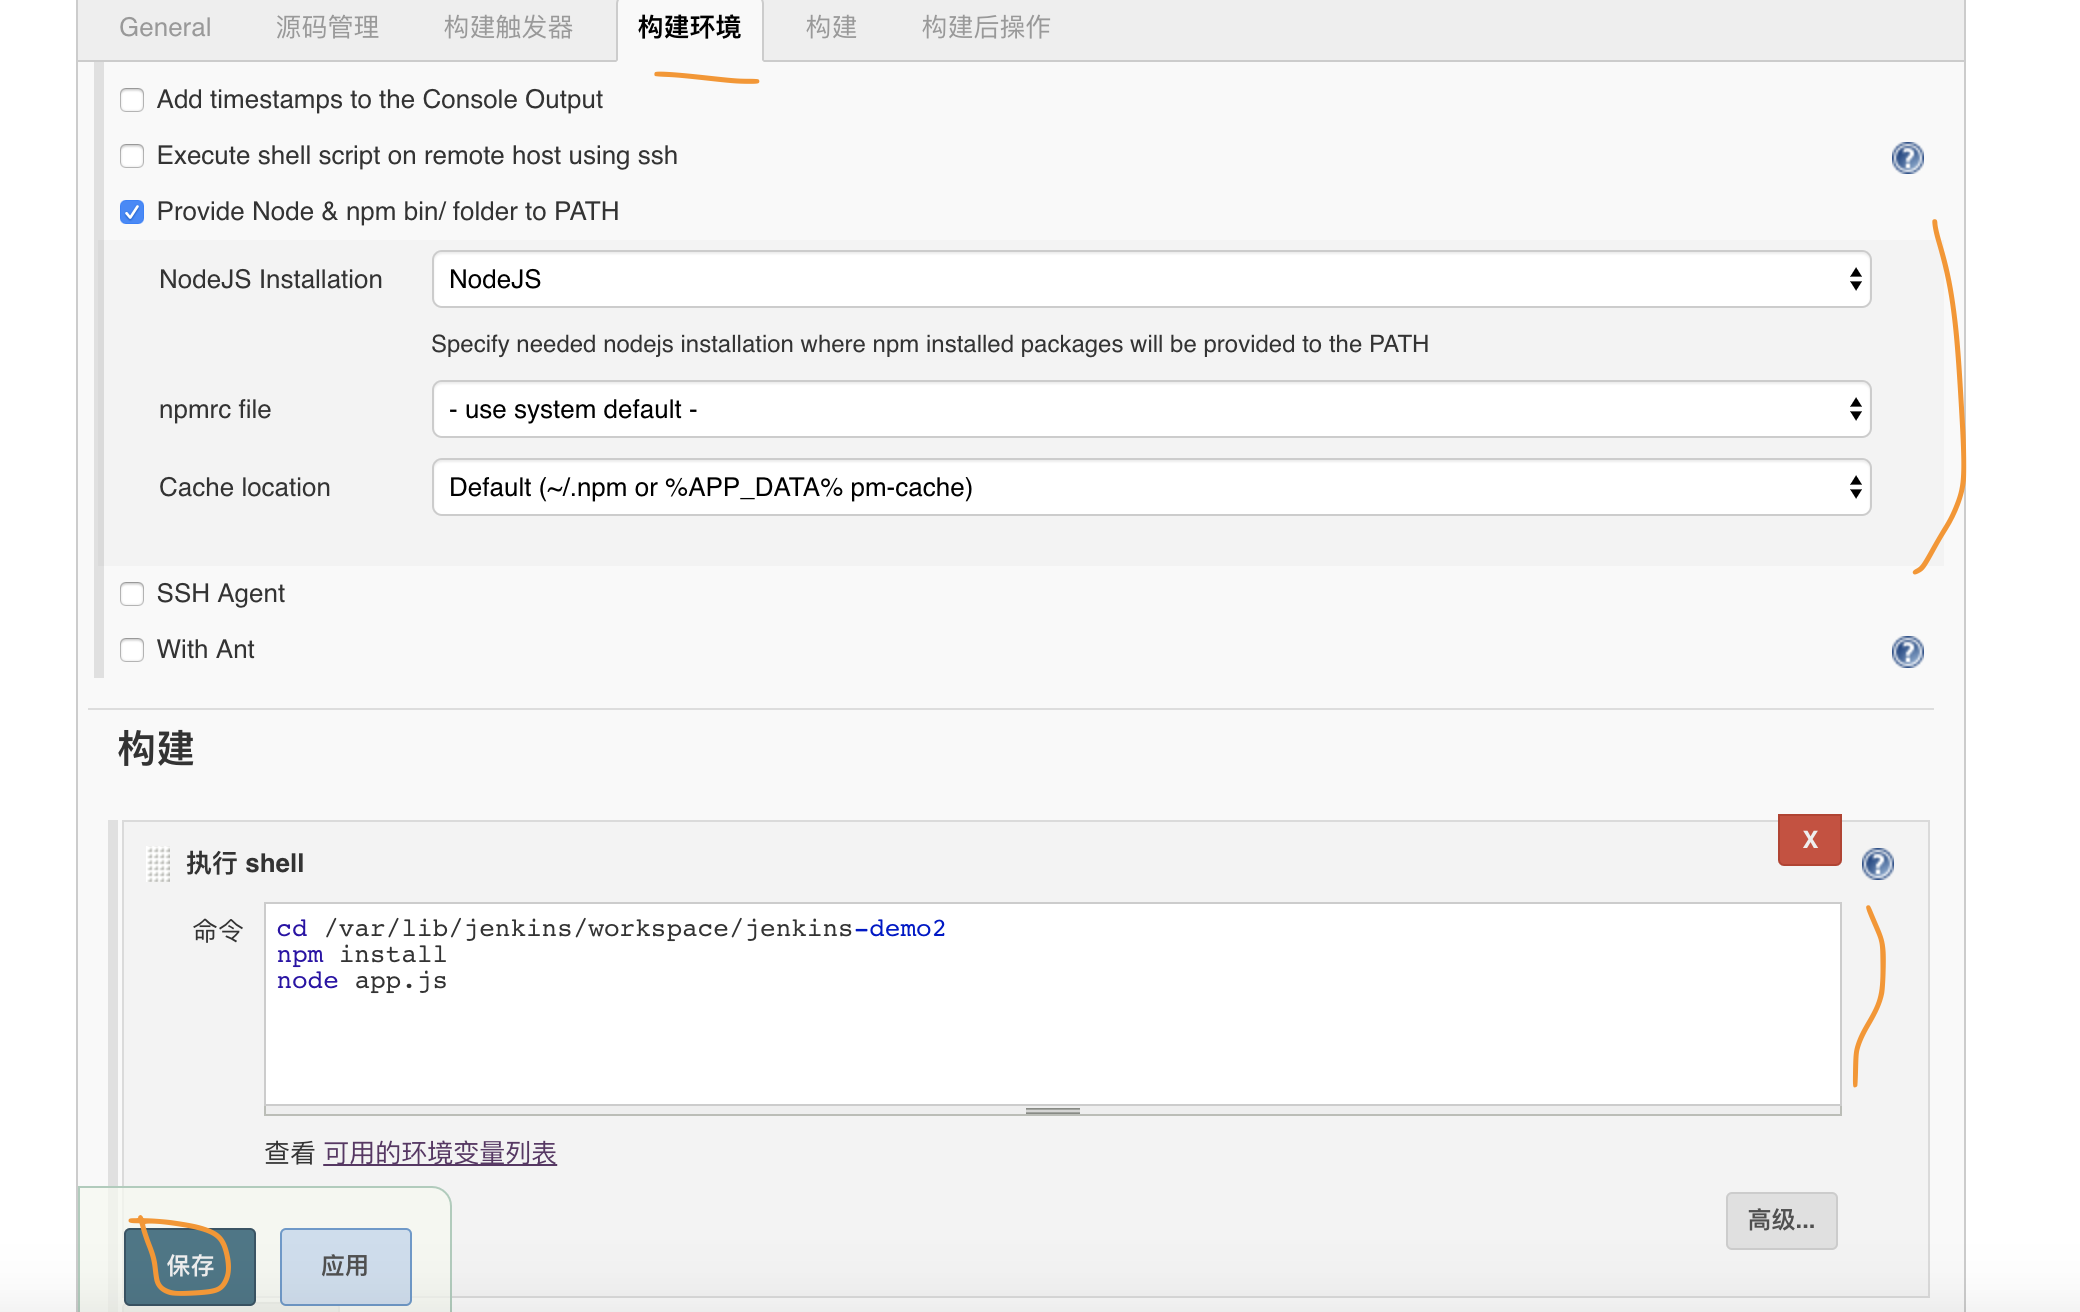 General 源码管理 构建触发器 构建环境 构建 构建后操作
Add timestamps to the Console Output
Execute shell script on remote host using ssh
Provide Node & npm bin/ folder to PATH
NodeJS Installation NodeJS
Specify needed nodejs installation where npm installed packages will be provided to the PATH
npmrc file - use system default -
Cache location Default (~/.npm or %APP_DATA% pm-cache)
SSH Agent
With Ant
构建
X
执行 shell
命令 cd /var/lib/jenkins/workspace/jenkins-demo2
npm install
node app.js
查看 可用的环境变量列表
高级...
保存 应用